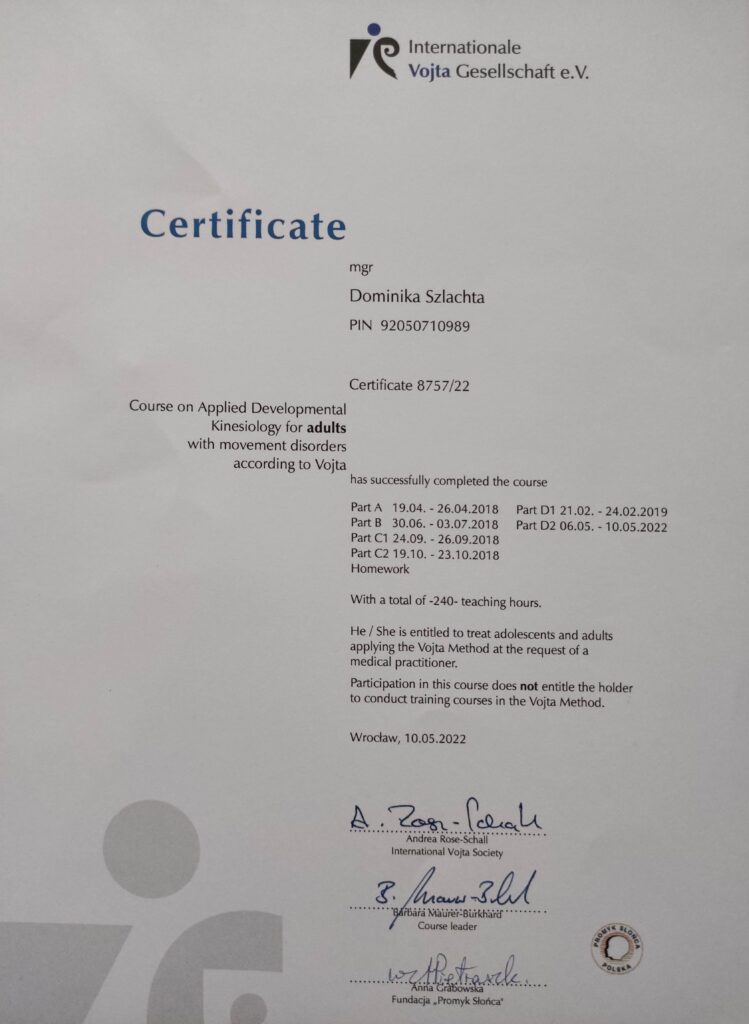 Internationale
Vojta Gesellschaft e.V.
Certificate
mgr
Dominika Szlachta
PIN 92050710989
Certificate 8757/22
Course on Applied Developmental
Kinesiology for adults
with movement disorders
according to Vojta
has successfully completed the course
Part A 19.04. - 26.04.2018 Part D1 21.02. - 24.02.2019
Part B 30.06. - 03.07.2018 Part D2 06.05. - 10.05.2022
Part C1 24.09. - 26.09.2018
Part C2 19.10. - 23.10.2018
Homework
With a total of -240- teaching hours.
He / She is entitled to treat adolescents and adults
applying the Vojta Method at the request of a
medical practitioner.
Participation in this course does not entitle the holder
to conduct training courses in the Vojta Method.
Wrocław, 10.05.2022
Andrea Rose-Schall
International Vojta Society
Barbara Maurer-Burkhard
Course leader
Anna Grabowska
Fundacja „Promyk Słońca"
PROMYK SŁOŃCA
POLSKA